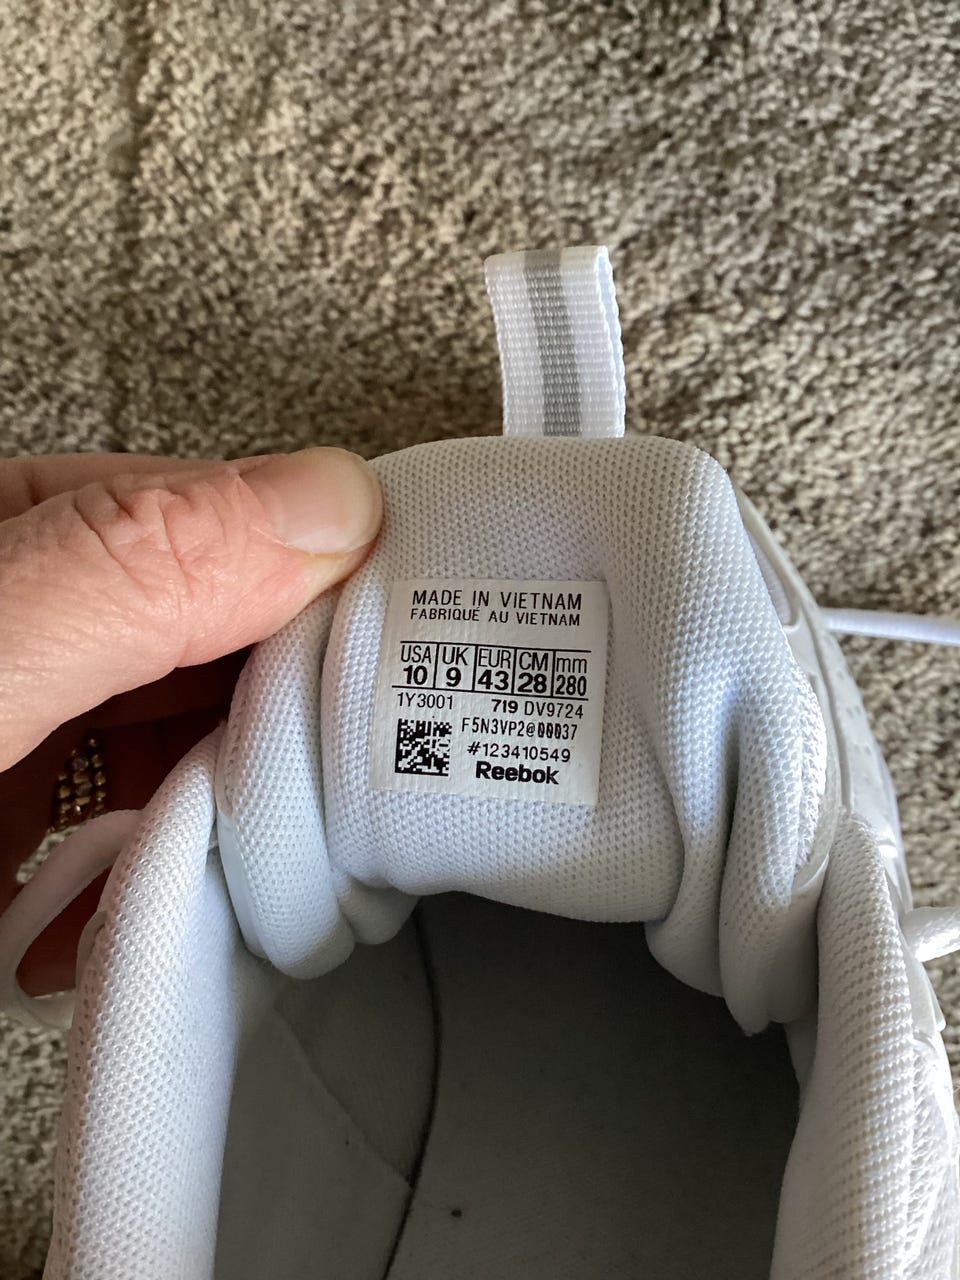 MADE IN VIETNAM
FABRIQUÉ AU VIETNAM
USA UK EUR CM mm
10 9 43 28 280
1Y3001 719 DV9724
F5N3VP2@00037
#123410549
Reebok